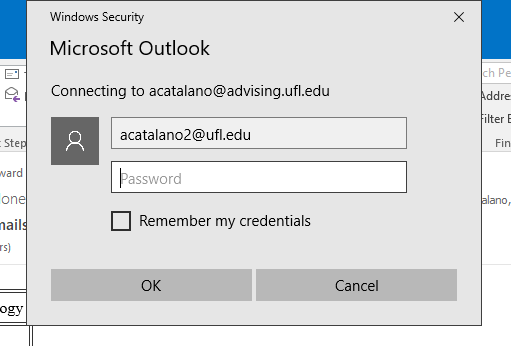 Windows Security
Microsoft Outlook
Connecting to acatalano@advising.ufl.edu
acatalano2@ufl.edu
Password
Remember my credentials
OK
Cancel
ch Pe
Addre
Filter E
Fin
Step
ward
ione
mails
rs)
alano,
ogy